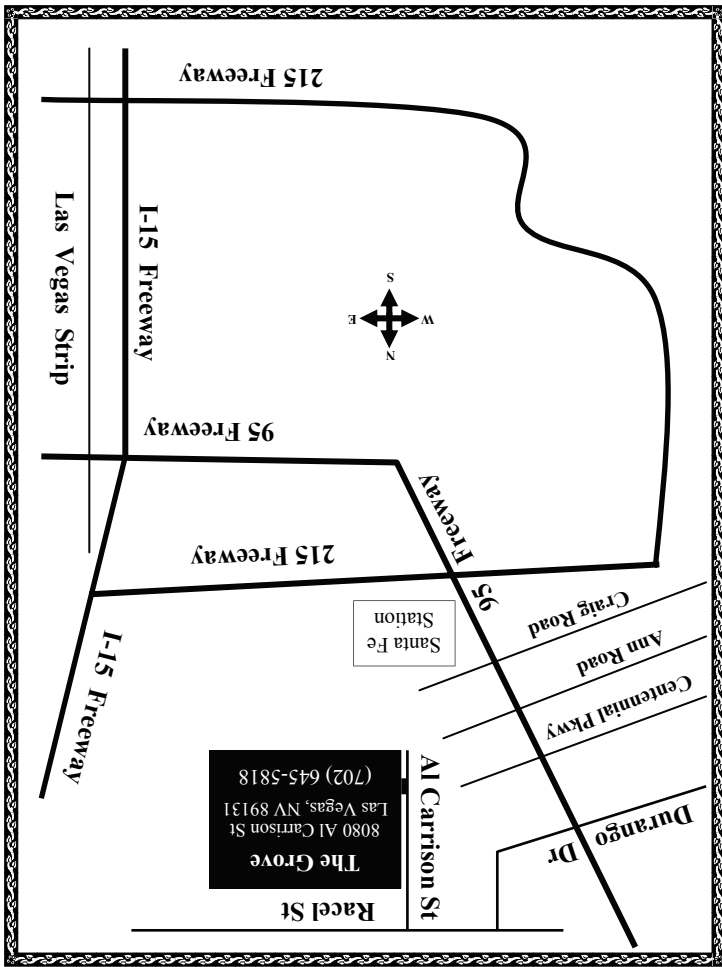 Racel St
The Grove
8080 Al Carrison St
Las Vegas, NV 89131
(702) 645-5818
Al Carrison St
Durango Dr
Centennial Pkwy
Ann Road
Craig Road
Santa Fe
Station
I-15 Freeway
95 Freeway
215 Freeway
95 Freeway
N
W
E
S
I-15 Freeway
Las Vegas Strip
215 Freeway